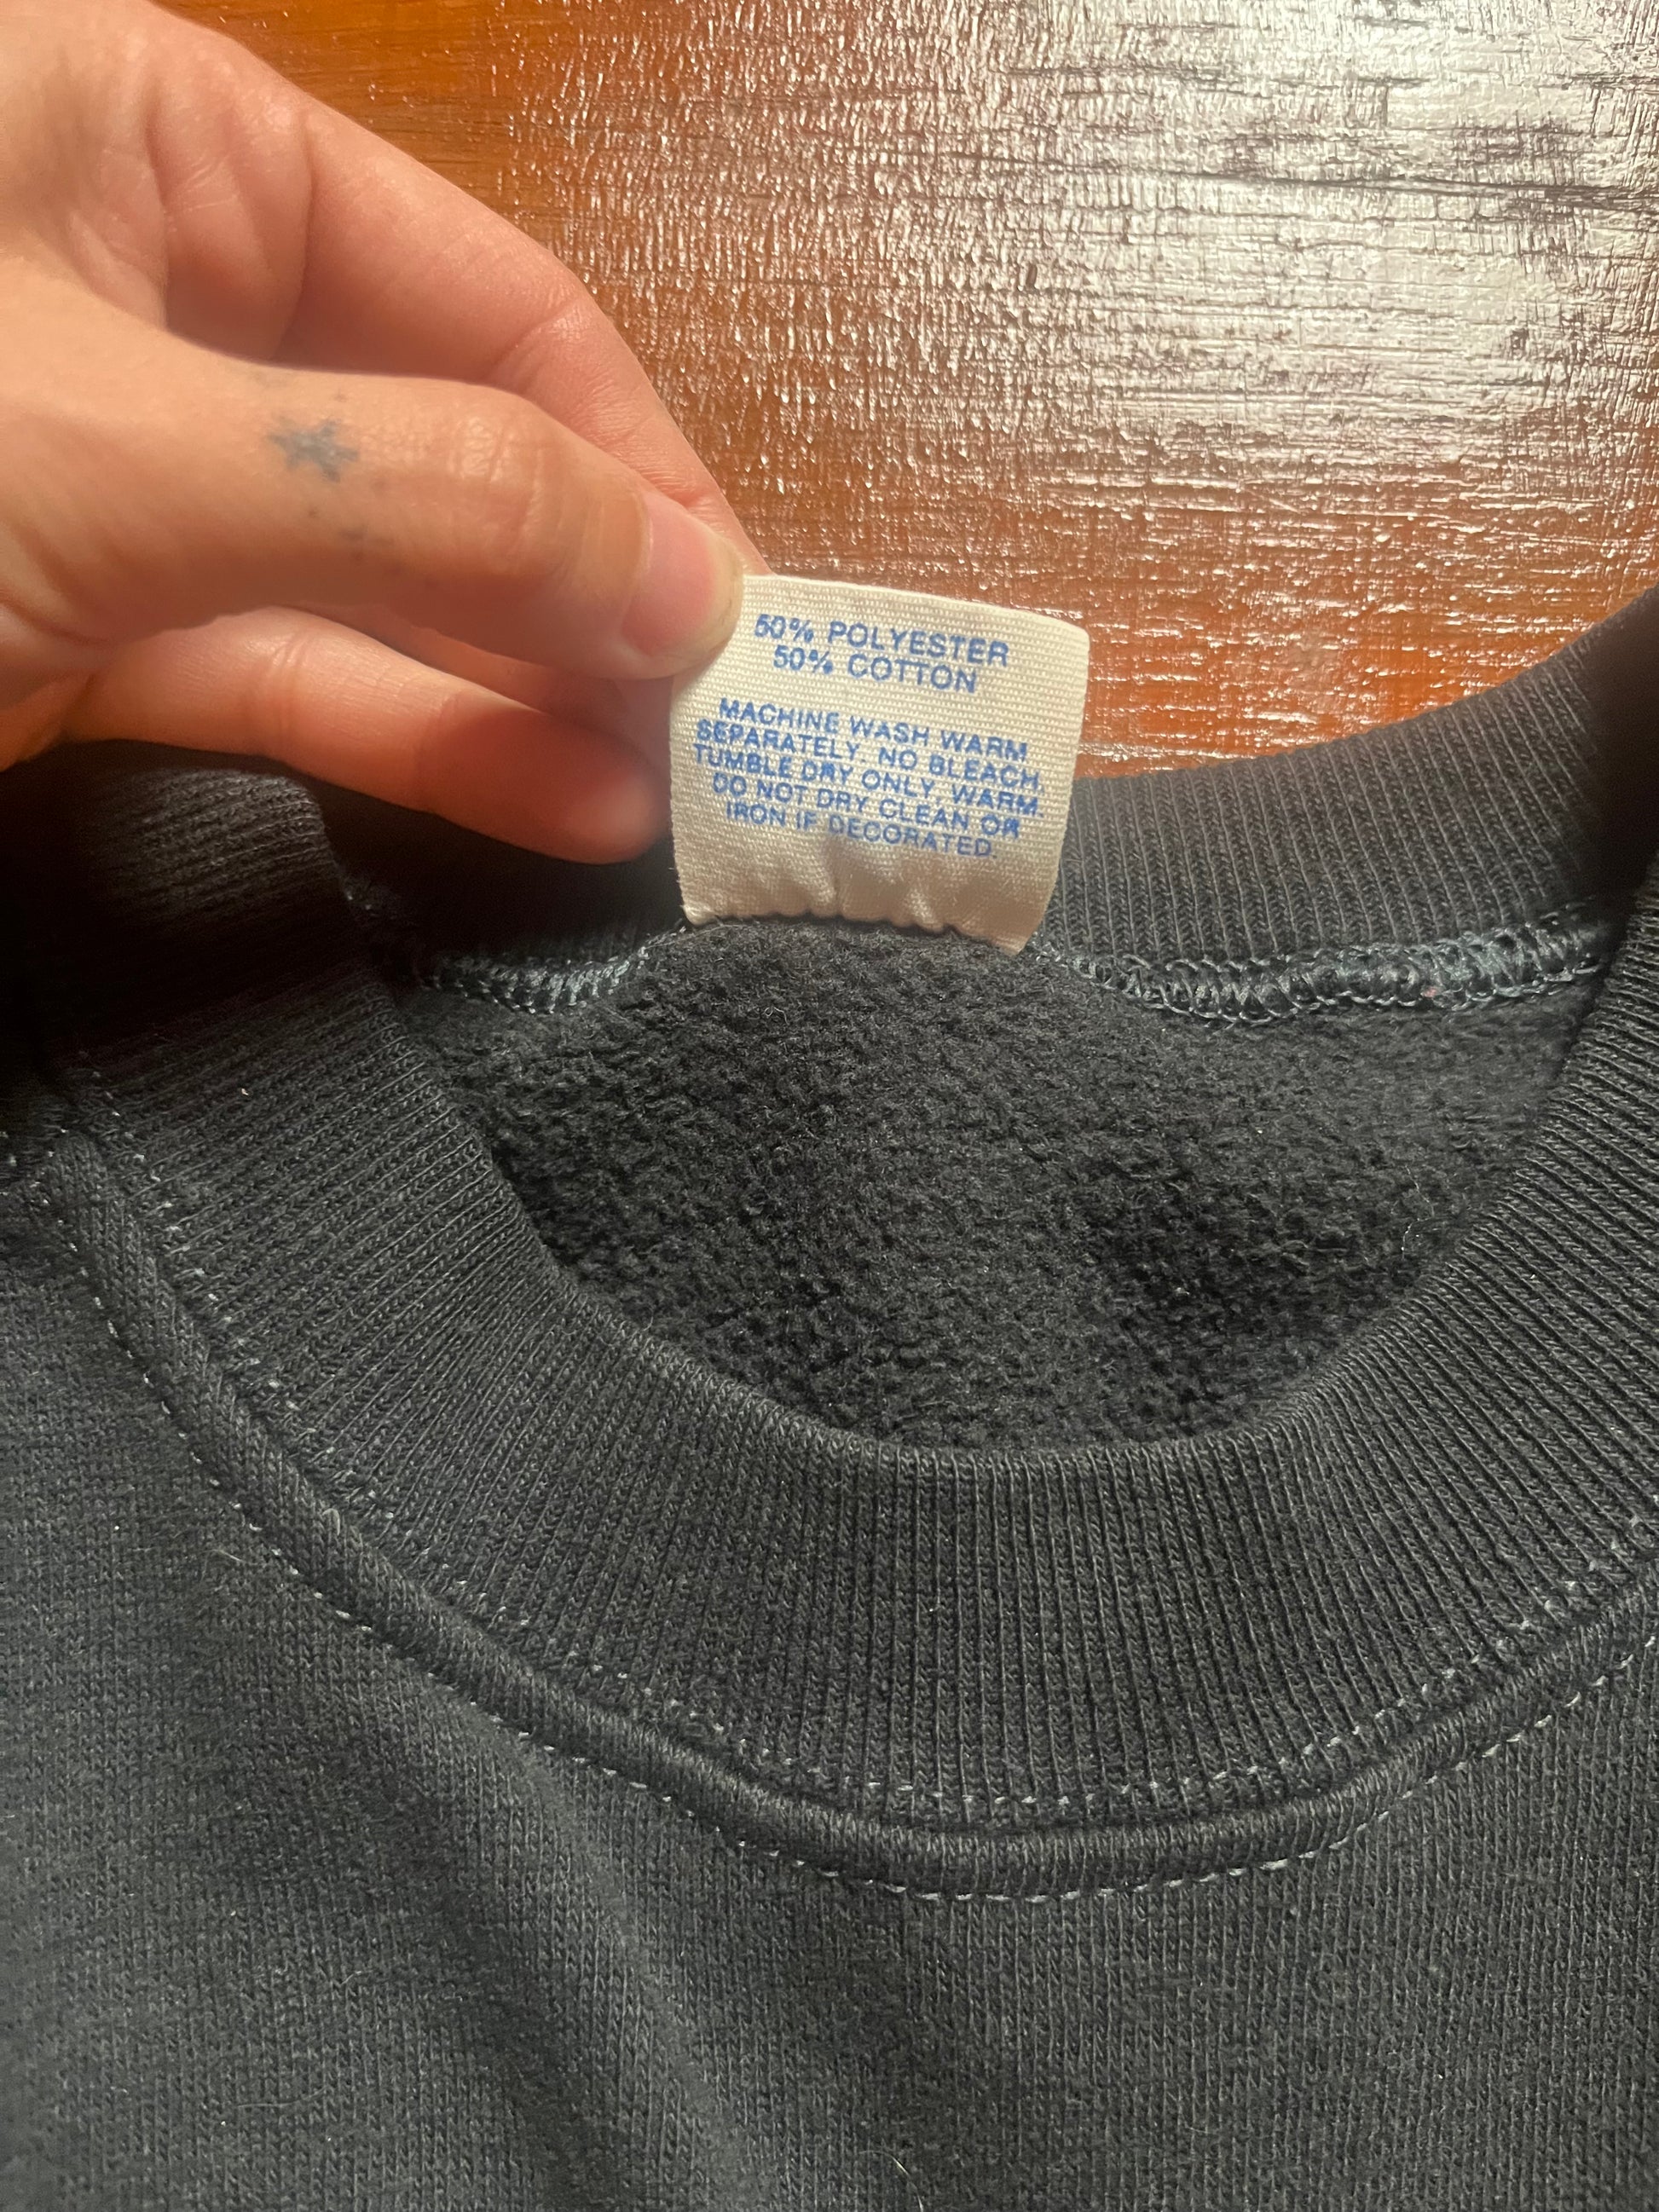 50% POLYESTER
50% COTTON
MACHINE WASH WARM
SEPARATELY. NO BLEACH.
TUMBLE DRY ONLY, WARM.
DO NOT DRY CLEAN OR
IRON IF DECORATED.